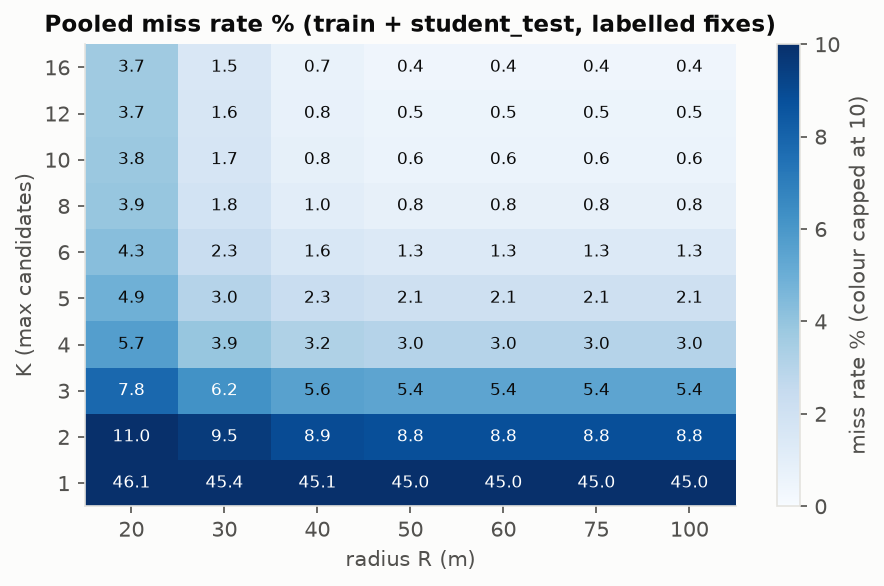 Pooled miss rate % (train + student_test, labelled fixes)
16 3.7 1.5 0.7 0.4 0.4 0.4 0.4
12 3.7 1.6 0.8 0.5 0.5 0.5 0.5
10 3.8 1.7 0.8 0.6 0.6 0.6 0.6
8 3.9 1.8 1.0 0.8 0.8 0.8 0.8
6 4.3 2.3 1.6 1.3 1.3 1.3 1.3
5 4.9 3.0 2.3 2.1 2.1 2.1 2.1
4 5.7 3.9 3.2 3.0 3.0 3.0 3.0
3 7.8 6.2 5.6 5.4 5.4 5.4 5.4
2 11.0 9.5 8.9 8.8 8.8 8.8 8.8
1 46.1 45.4 45.1 45.0 45.0 45.0 45.0
20 30 40 50 60 75 100
radius R (m)
K (max candidates)
10
8
6
4
2
0
miss rate % (colour capped at 10)